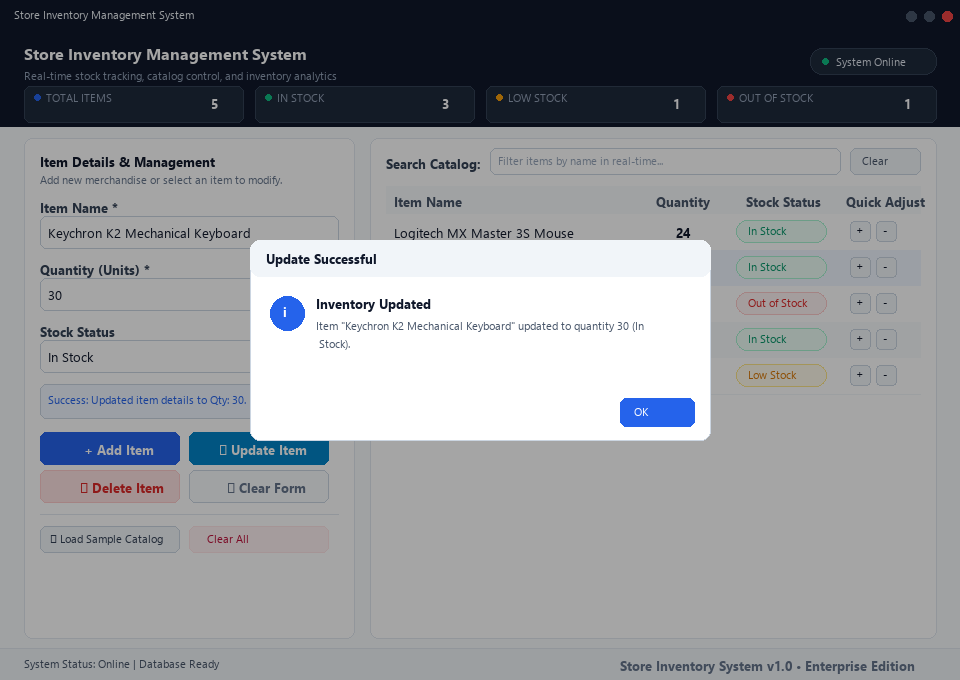 Store Inventory Management System
Store Inventory Management System
Real-time stock tracking, catalog control, and inventory analytics
System Online
TOTAL ITEMS 5
IN STOCK 3
LOW STOCK 1
OUT OF STOCK 1
Item Details & Management
Add new merchandise or select an item to modify.
Item Name *
Keychron K2 Mechanical Keyboard
Quantity (Units) *
30
Stock Status
In Stock
Success: Updated item details to Qty: 30.
+ Add Item
Update Item
Delete Item
Clear Form
Load Sample Catalog
Clear All
Search Catalog:
Filter items by name in real-time...
Clear
Item Name Quantity Stock Status Quick Adjust
Logitech MX Master 3S Mouse 24 In Stock + -
In Stock + -
Out of Stock + -
In Stock + -
Low Stock + -
Update Successful
i
Inventory Updated
Item "Keychron K2 Mechanical Keyboard" updated to quantity 30 (In
Stock).
OK
System Status: Online | Database Ready
Store Inventory System v1.0 • Enterprise Edition